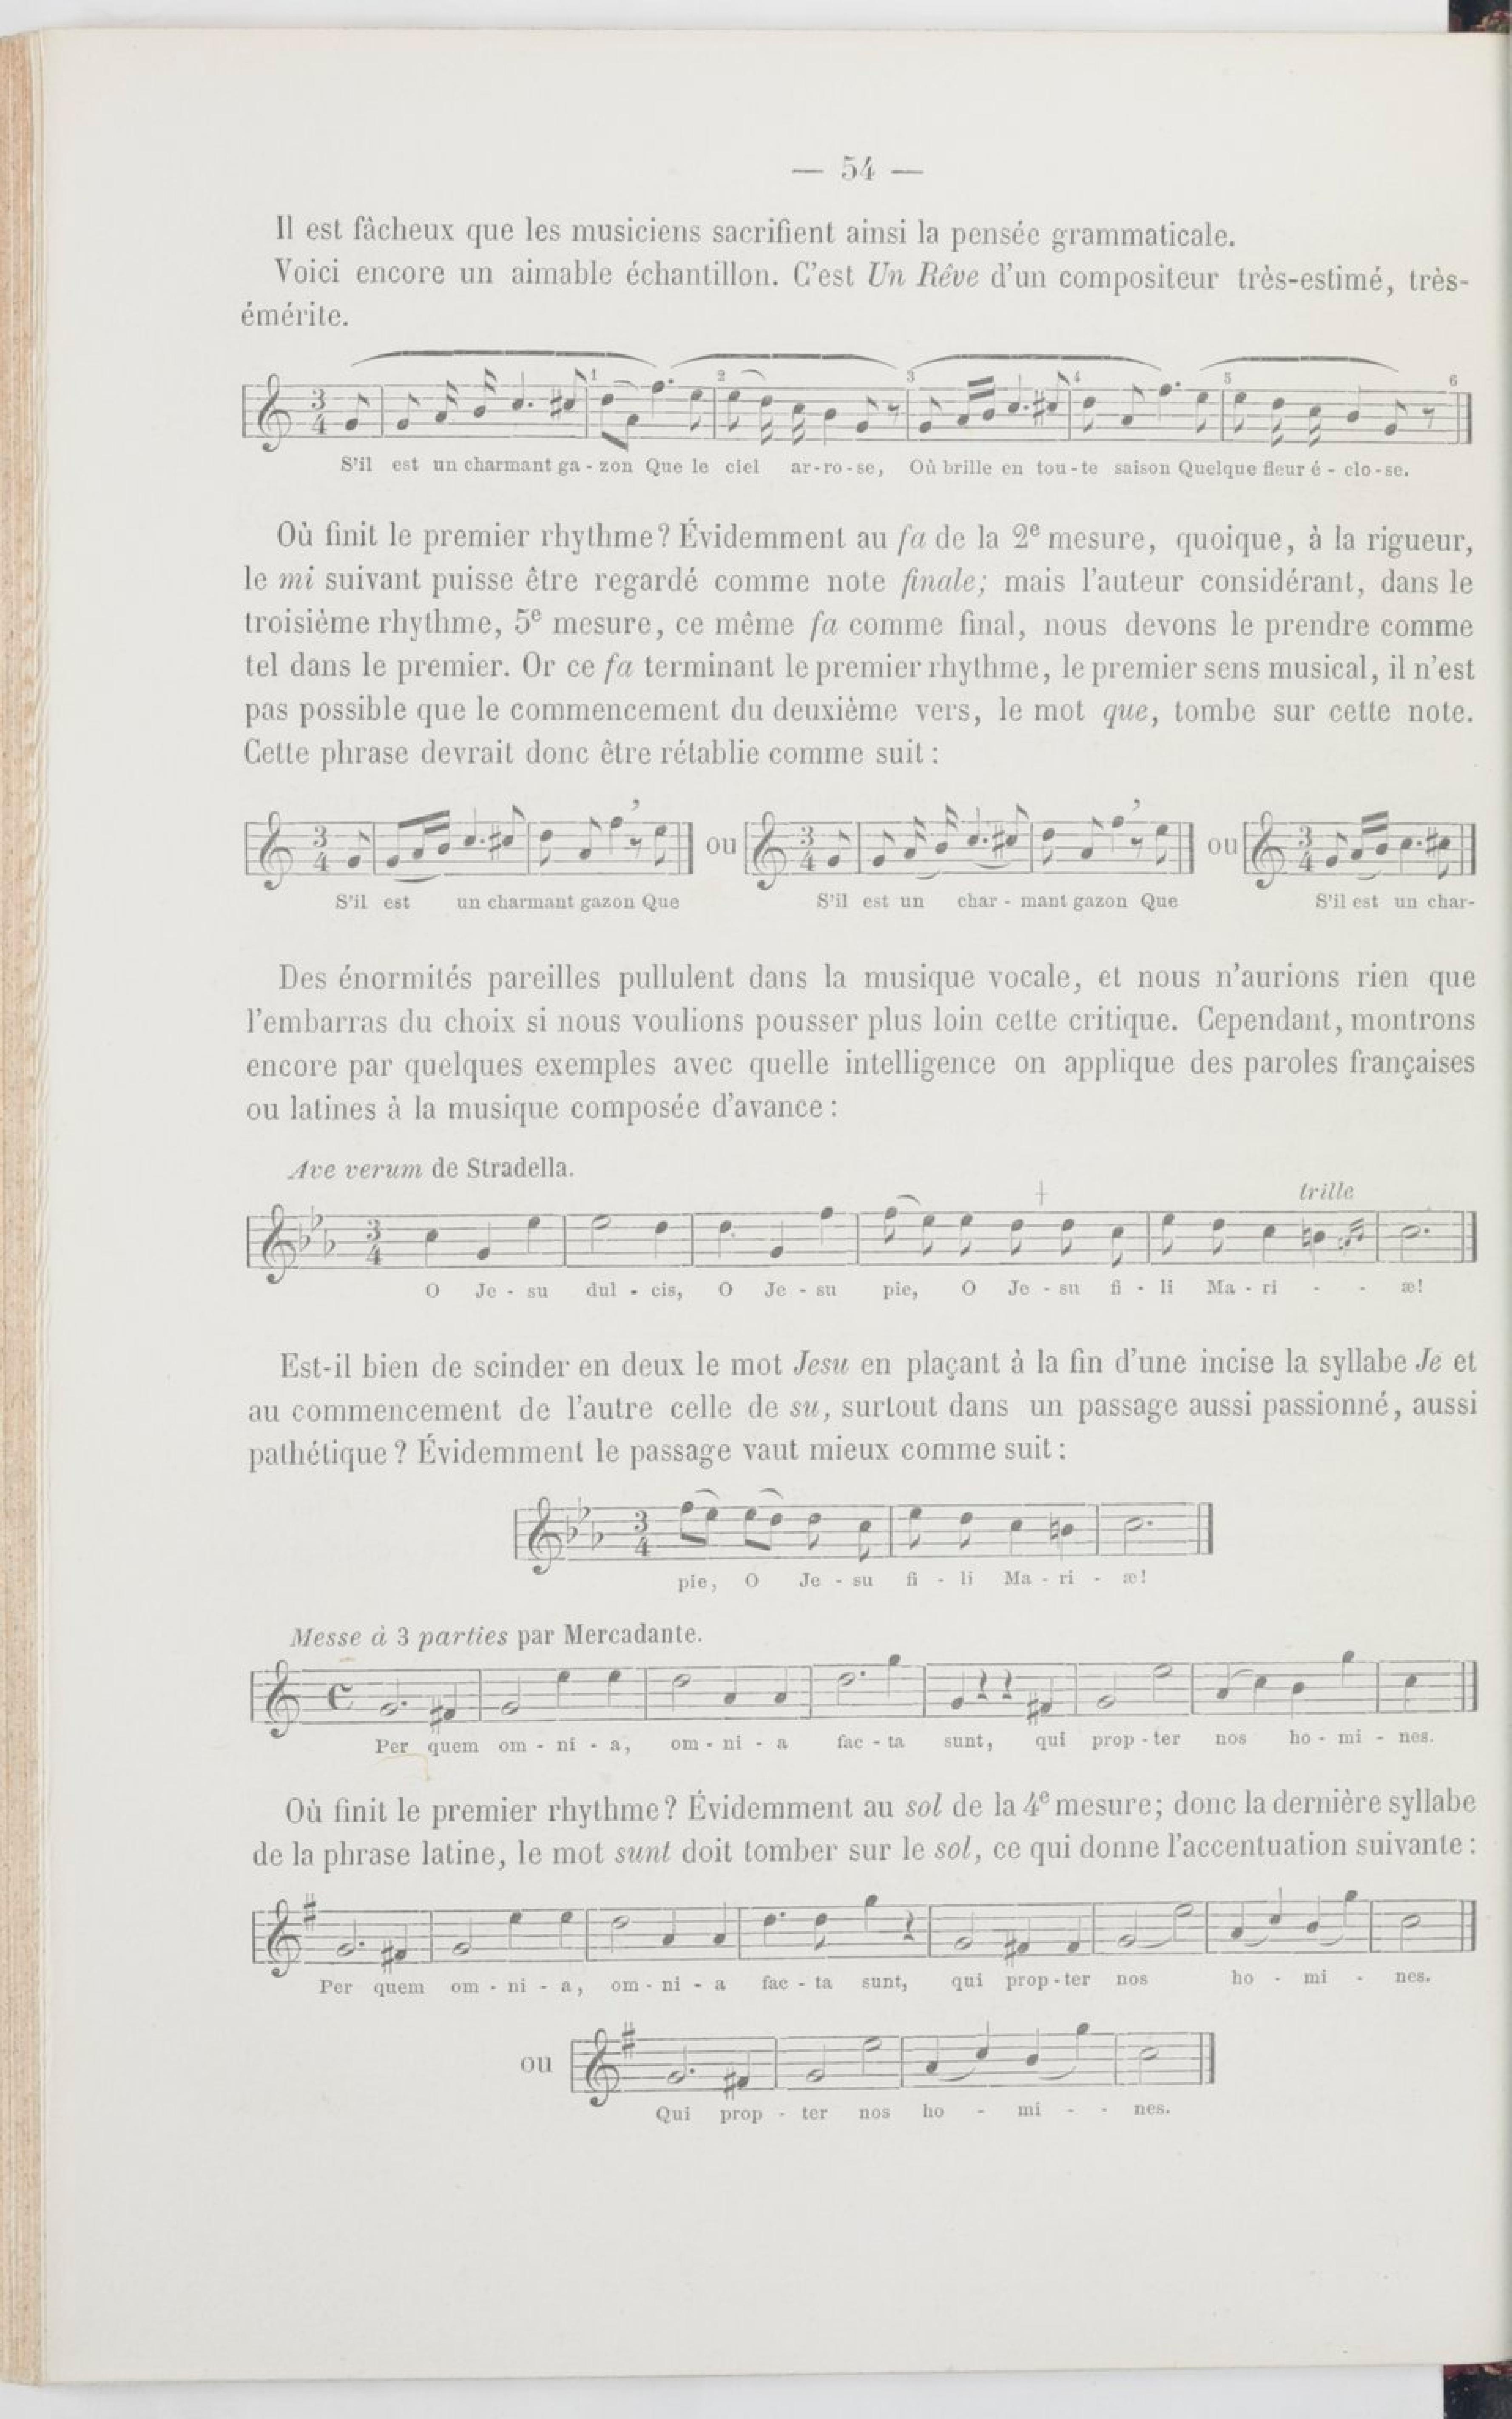 — 54 —
Il est fâcheux que les musiciens sacrifient ainsi la pensée grammaticale.
Voici encore un aimable échantillon. C'est Un Rêve d'un compositeur très-estimé, très-
émérite.
1 2 3 4 5 6
3 4
S'il est un charmant ga - zon Que le ciel ar - ro - se, Où brille en tou - te saison Quelque fleur é - clo - se.
Où finit le premier rhythme? Évidemment au fa de la 2e mesure, quoique, à la rigueur,
le mi suivant puisse être regardé comme note finale; mais l'auteur considérant, dans le
troisième rhythme, 5e mesure, ce même fa comme final, nous devons le prendre comme
tel dans le premier. Or ce fa terminant le premier rhythme, le premier sens musical, il n'est
pas possible que le commencement du deuxième vers, le mot que, tombe sur cette note.
Cette phrase devrait donc être rétablie comme suit :
3 4 ou 3 4 ou 3 4
S'il est un charmant gazon Que S'il est un char - mant gazon Que S'il est un char-
Des énormités pareilles pullulent dans la musique vocale, et nous n'aurions rien que
l'embarras du choix si nous voulions pousser plus loin cette critique. Cependant, montrons
encore par quelques exemples avec quelle intelligence on applique des paroles françaises
ou latines à la musique composée d'avance :
Ave verum de Stradella.
trille
3 4
O Je - su dul - cis, O Je - su pie, O Je - su fi - li Ma - ri - - æ!
Est-il bien de scinder en deux le mot Jesu en plaçant à la fin d'une incise la syllabe Je et
au commencement de l'autre celle de su, surtout dans un passage aussi passionné, aussi
pathétique ? Évidemment le passage vaut mieux comme suit :
3 4
pie, O Je - su fi - li Ma - ri - æ!
Messe à 3 parties par Mercadante.
Per quem om - ni - a, om - ni - a fac - ta sunt, qui prop - ter nos ho - mi - nes.
Où finit le premier rhythme? Évidemment au sol de la 4e mesure; donc la dernière syllabe
de la phrase latine, le mot sunt doit tomber sur le sol, ce qui donne l'accentuation suivante :
Per quem om - ni - a, om - ni - a fac - ta sunt, qui prop - ter nos ho - mi - nes.
ou
Qui prop - ter nos ho - mi - - nes.